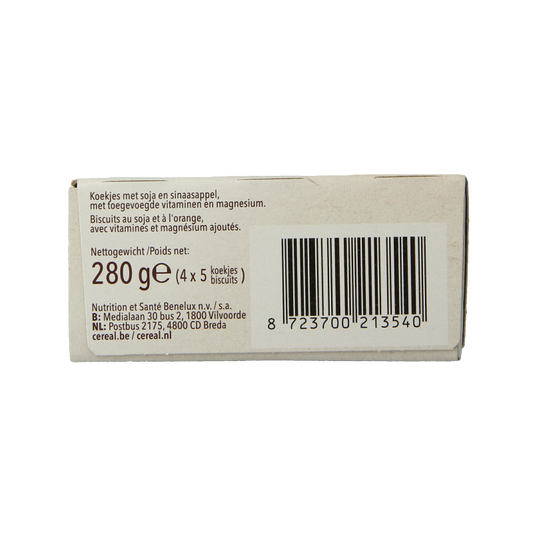 Koekjes met soja en sinaasappel,
met toegevoegde vitaminen en magnesium.
Biscuits au soja et à l'orange,
avec vitamines et magnésium ajoutés.
Nettogewicht /Poids net:
280 g℮ (4 x 5 koekjes biscuits)
Nutrition et Santé Benelux n.v. / s.a.
B: Medialaan 30 bus 2, 1800 Vilvoorde
NL: Postbus 2175, 4800 CD Breda
cereal.be / cereal.nl
8 723700 213540